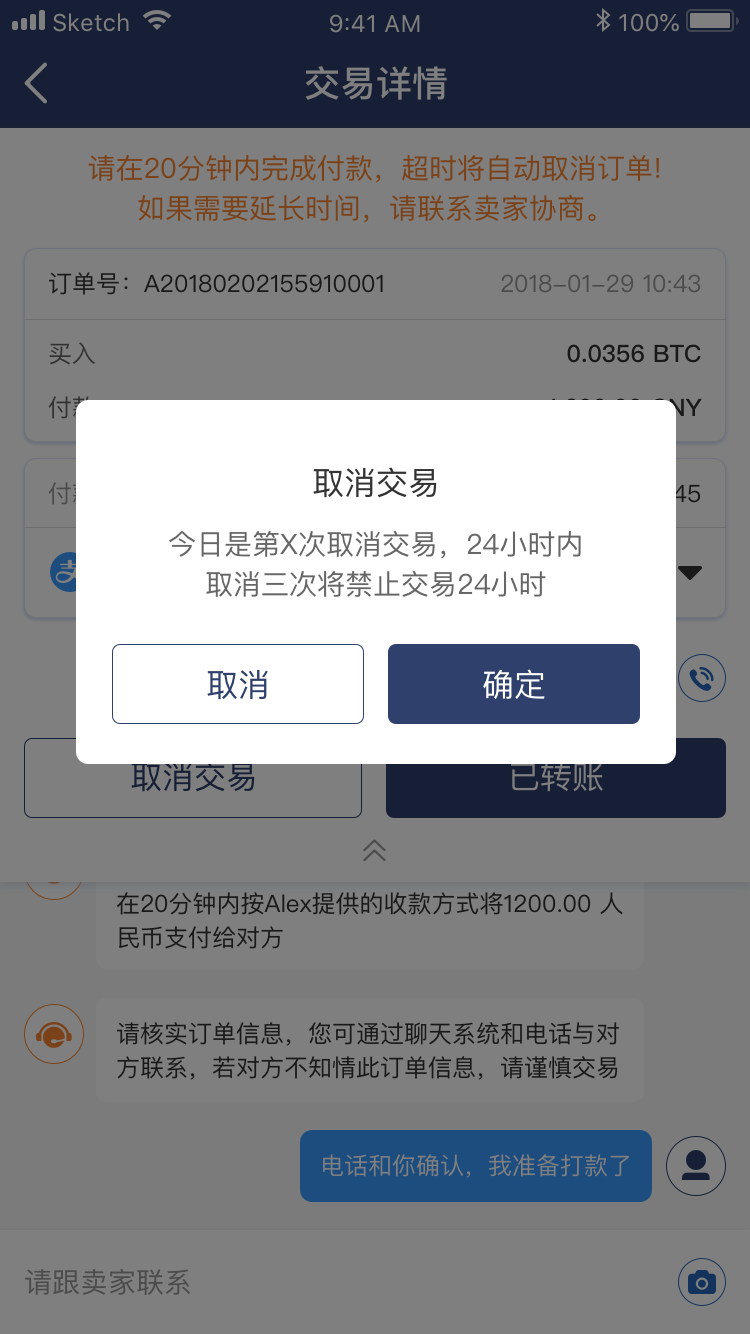 Sketch 9:41 AM 100%
交易详情
请在20分钟内完成付款，超时将自动取消订单!
如果需要延长时间，请联系卖家协商。
订单号：A20180202155910001 2018-01-29 10:43
买入 0.0356 BTC
付 NY
付 45
取消交易
今日是第X次取消交易，24小时内
取消三次将禁止交易24小时
取消 确定
取消交易 已转账
在20分钟内按Alex提供的收款方式将1200.00 人
民币支付给对方
请核实订单信息，您可通过聊天系统和电话与对
方联系，若对方不知情此订单信息，请谨慎交易
电话和你确认，我准备打款了
请跟卖家联系